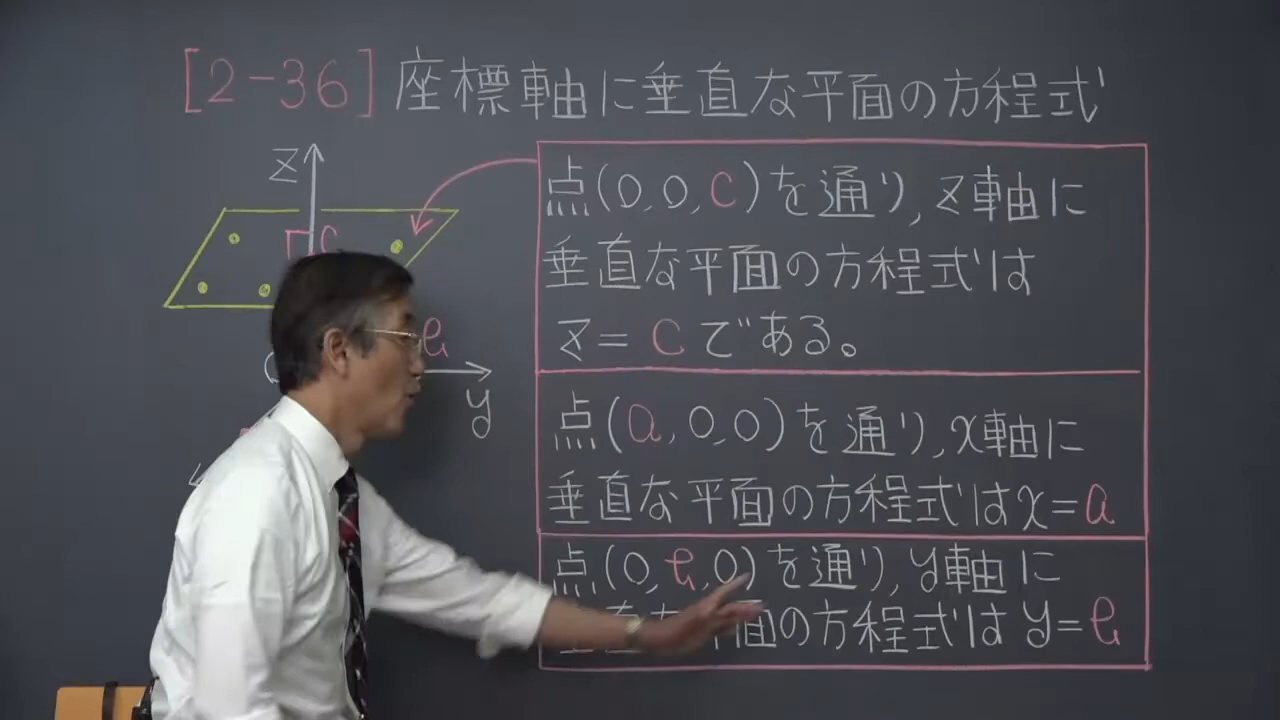 [2-36] 座標軸に垂直な平面の方程式
z
C
点(0,0,C)を通り,z軸に
垂直な平面の方程式は
z=Cである。
b
y
点(a,0,0)を通り,x軸に
垂直な平面の方程式はx=a
点(0,b,0)を通り,y軸に
面の方程式はy=b